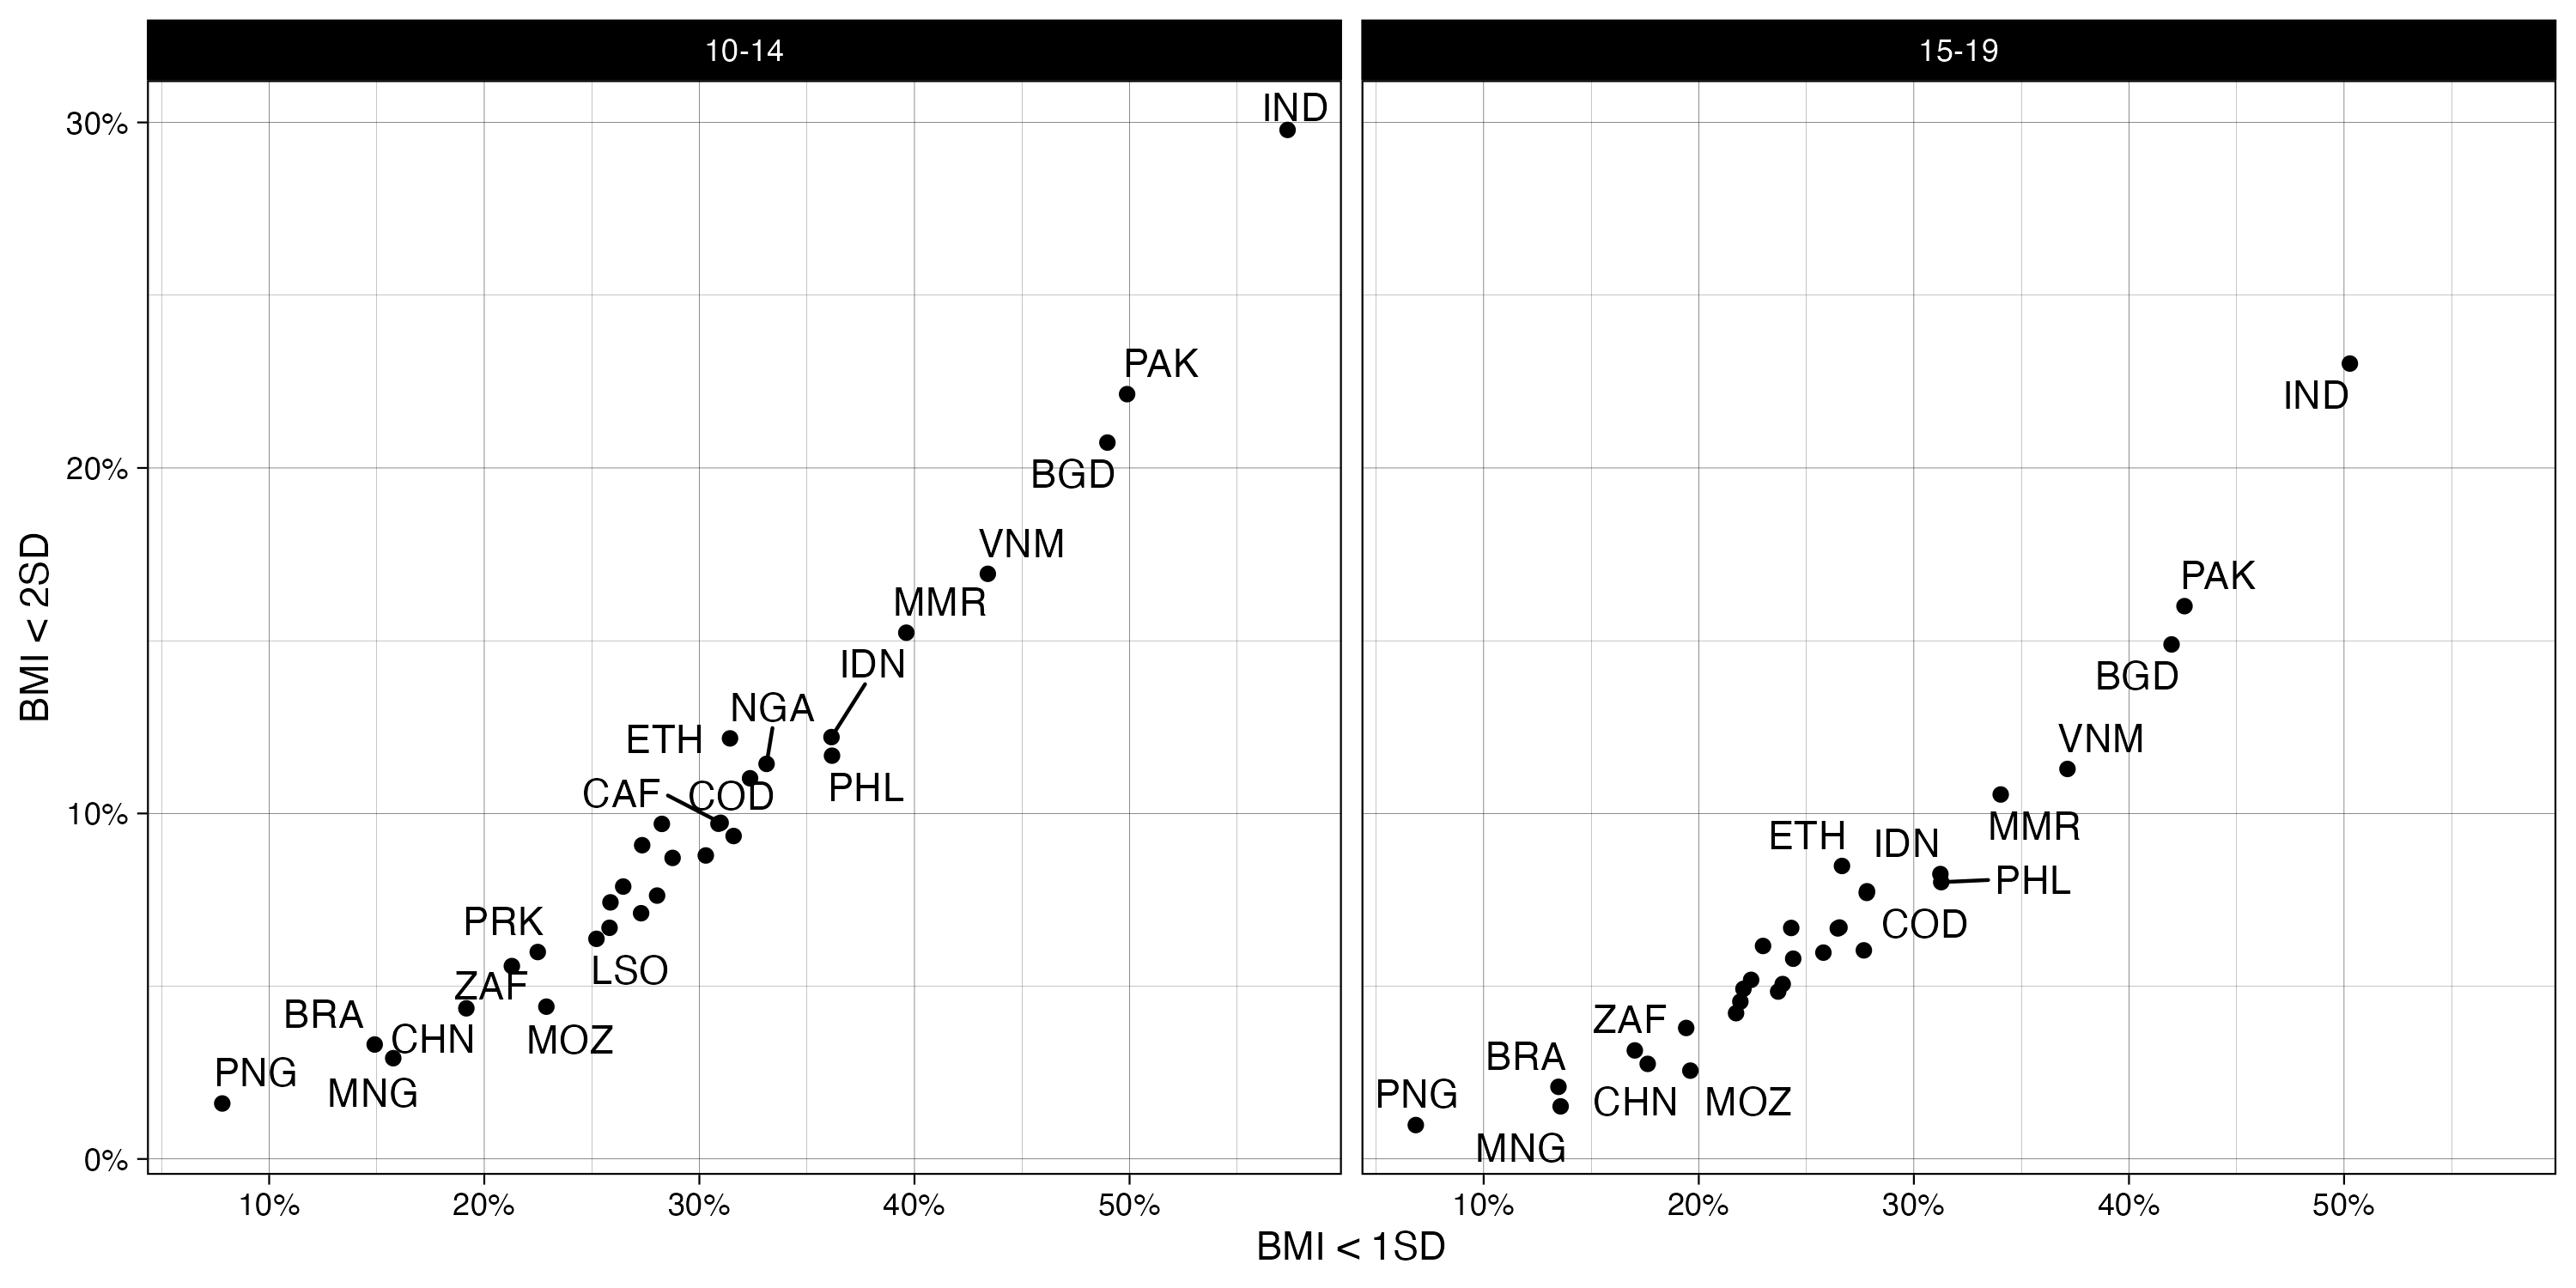 10-14
15-19
BMI < 2SD
30%
20%
10%
0%
IND
PAK
BGD
VNM
MMR
IDN
NGA
ETH
CAF
COD
PHL
PRK
LSO
ZAF
BRA
CHN
MOZ
PNG
MNG
IND
PAK
BGD
VNM
MMR
ETH
IDN
PHL
COD
ZAF
BRA
PNG
CHN
MOZ
MNG
10%
20%
30%
40%
50%
10%
20%
30%
40%
50%
BMI < 1SD